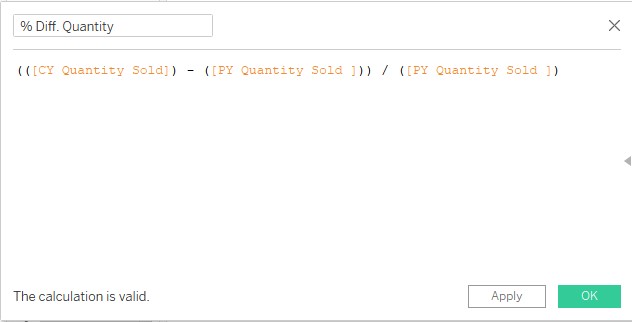 % Diff. Quantity
(([CY Quantity Sold]) - ([PY Quantity Sold ])) / ([PY Quantity Sold ])
The calculation is valid.
Apply
OK